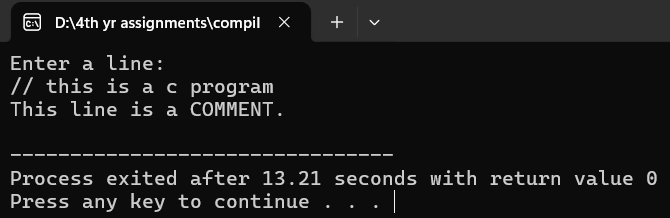 D:\4th yr assignments\compil
Enter a line:
// this is a c program
This line is a COMMENT.
--------------------------------
Process exited after 13.21 seconds with return value 0
Press any key to continue . . .